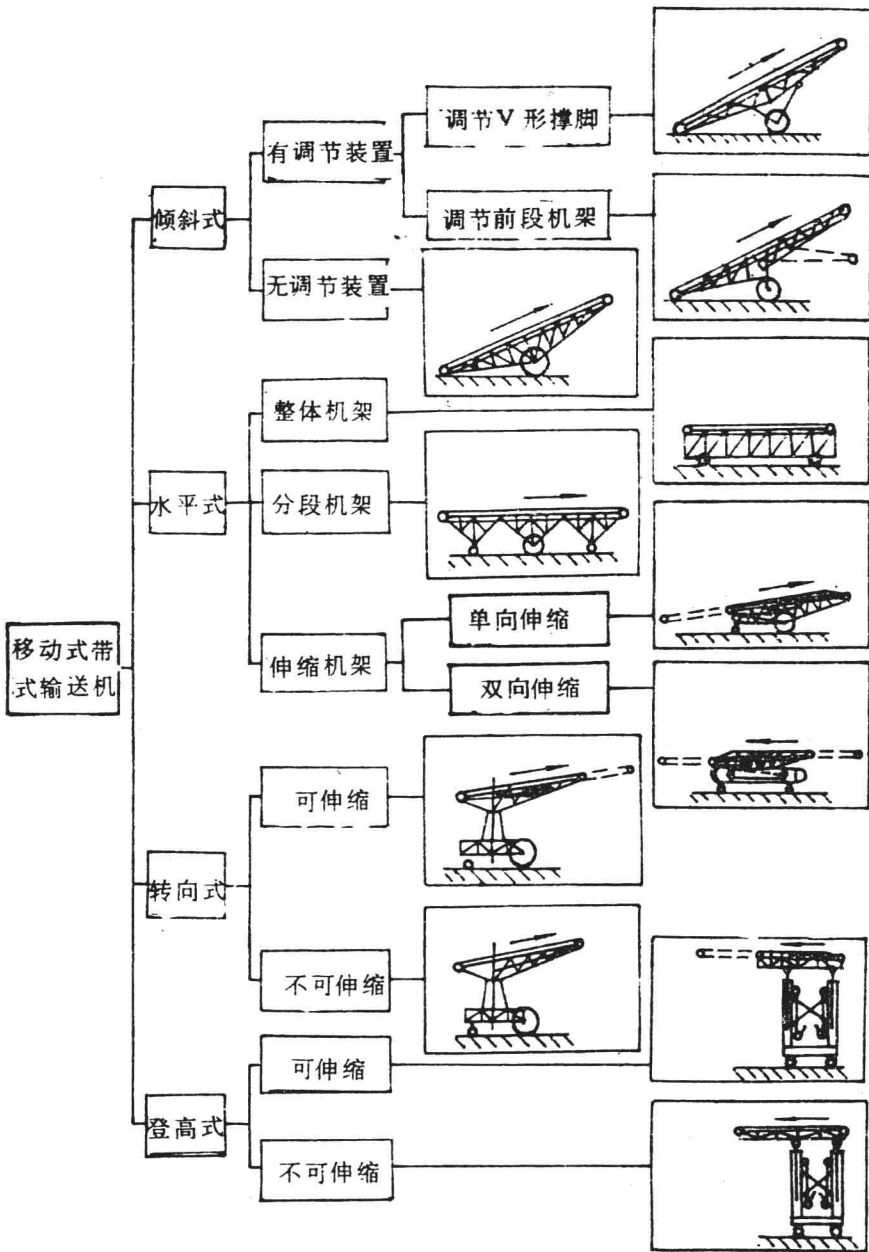 移动式带
式输送机
倾斜式
有调节装置
调节V形撑脚
调节前段机架
无调节装置
水平式
整体机架
分段机架
伸缩机架
单向伸缩
双向伸缩
转向式
可伸缩
不可伸缩
登高式
可伸缩
不可伸缩